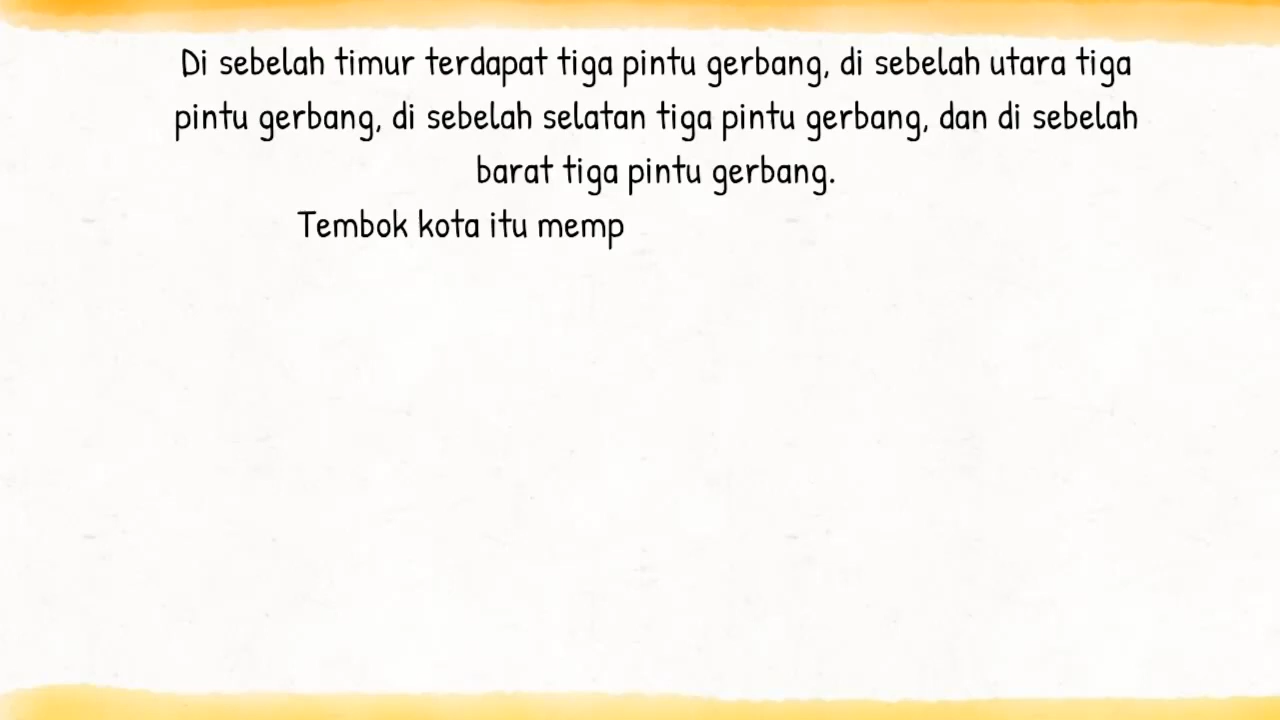 Di sebelah timur terdapat tiga pintu gerbang, di sebelah utara tiga
pintu gerbang, di sebelah selatan tiga pintu gerbang, dan di sebelah
barat tiga pintu gerbang.
Tembok kota itu memp